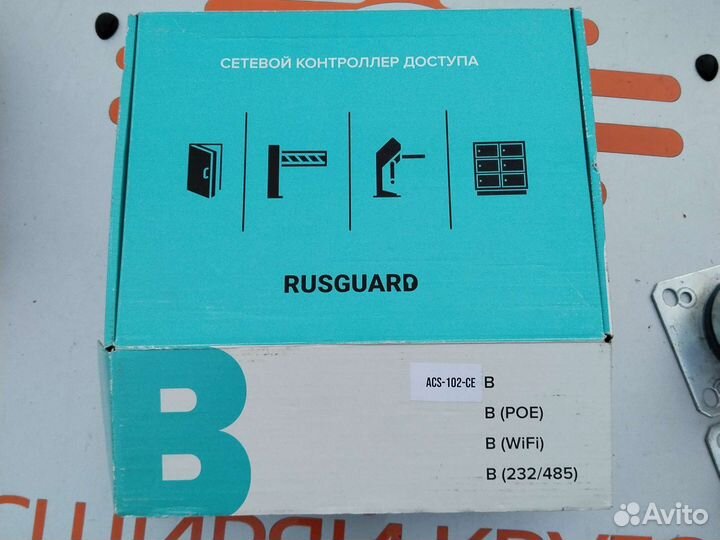 СЕТЕВОЙ КОНТРОЛЛЕР ДОСТУПА
RUSGUARD
B
ACS-102-CE B
B (POE)
B (WiFi)
B (232/485)
Avito